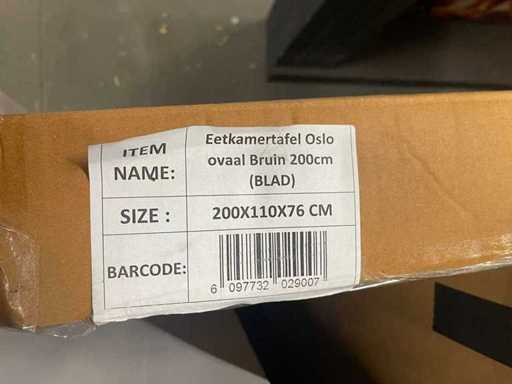 ITEM NAME:
Eetkamertafel Oslo
ovaal Bruin 200cm
(BLAD)
SIZE : 200X110X76 CM
BARCODE:
6 097732 029007